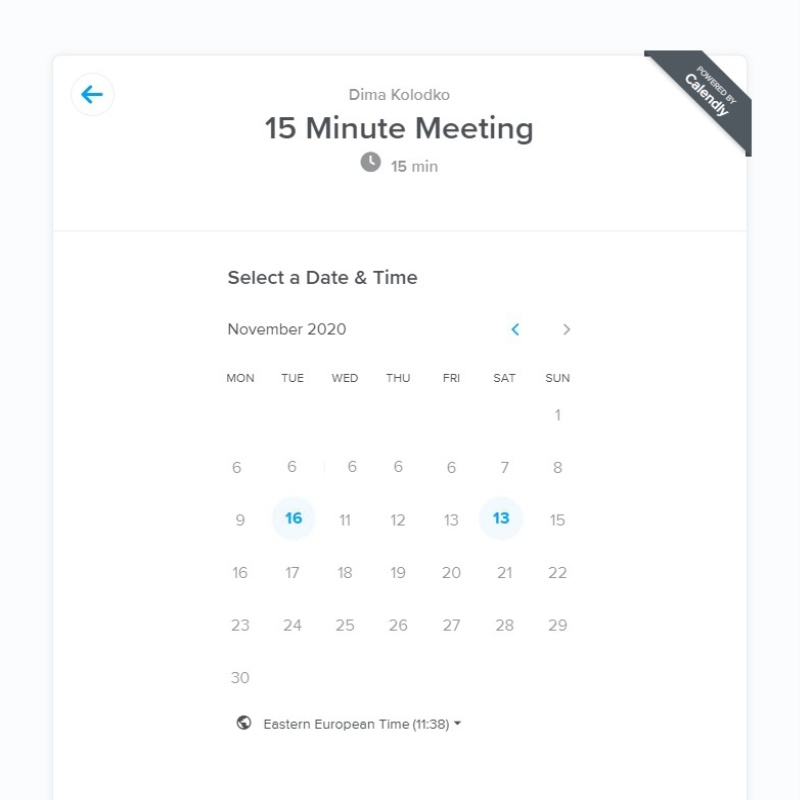 POWERED BY
Calendly
Dima Kolodko
15 Minute Meeting
15 min
Select a Date & Time
November 2020
MON TUE WED THU FRI SAT SUN
1
6 6 6 6 6 7 8
9 16 11 12 13 13 15
16 17 18 19 20 21 22
23 24 25 26 27 28 29
30
Eastern European Time (11:38)